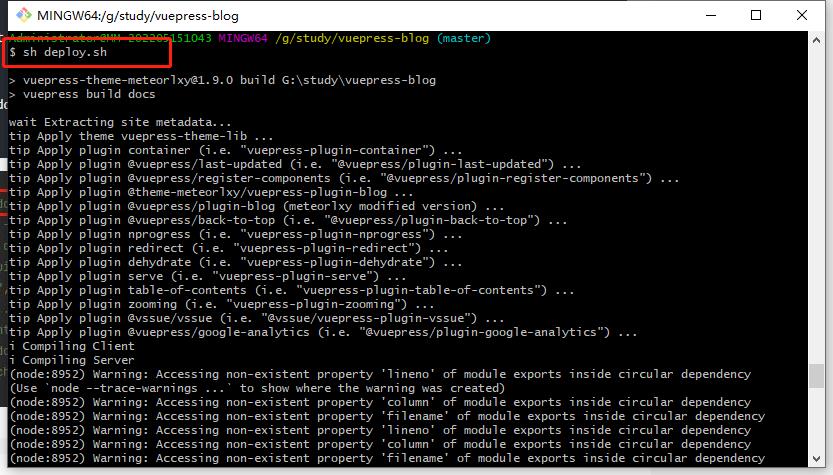 MINGW64:/g/study/vuepress-blog
Administrator@MM-202205151043 MINGW64 /g/study/vuepress-blog (master)
$ sh deploy.sh
> vuepress-theme-meteorlxy@1.9.0 build G:\study\vuepress-blog
> vuepress build docs
wait Extracting site metadata...
tip Apply theme vuepress-theme-lib ...
tip Apply plugin container (i.e. "vuepress-plugin-container") ...
tip Apply plugin @vuepress/last-updated (i.e. "@vuepress/plugin-last-updated") ...
tip Apply plugin @vuepress/register-components (i.e. "@vuepress/plugin-register-components") ...
tip Apply plugin @theme-meteorlxy/vuepress-plugin-blog ...
tip Apply plugin @vuepress/plugin-blog (meteorlxy modified version) ...
tip Apply plugin @vuepress/back-to-top (i.e. "@vuepress/plugin-back-to-top") ...
tip Apply plugin nprogress (i.e. "vuepress-plugin-nprogress") ...
tip Apply plugin redirect (i.e. "vuepress-plugin-redirect") ...
tip Apply plugin dehydrate (i.e. "vuepress-plugin-dehydrate") ...
tip Apply plugin serve (i.e. "vuepress-plugin-serve") ...
tip Apply plugin table-of-contents (i.e. "vuepress-plugin-table-of-contents") ...
tip Apply plugin zooming (i.e. "vuepress-plugin-zooming") ...
tip Apply plugin @vssue/vssue (i.e. "@vssue/vuepress-plugin-vssue") ...
tip Apply plugin @vuepress/google-analytics (i.e. "@vuepress/plugin-google-analytics") ...
i Compiling Client
i Compiling Server
(node:8952) Warning: Accessing non-existent property 'lineno' of module exports inside circular dependency
(Use `node --trace-warnings ...` to show where the warning was created)
(node:8952) Warning: Accessing non-existent property 'column' of module exports inside circular dependency
(node:8952) Warning: Accessing non-existent property 'filename' of module exports inside circular dependency
(node:8952) Warning: Accessing non-existent property 'lineno' of module exports inside circular dependency
(node:8952) Warning: Accessing non-existent property 'column' of module exports inside circular dependency
(node:8952) Warning: Accessing non-existent property 'filename' of module exports inside circular dependency